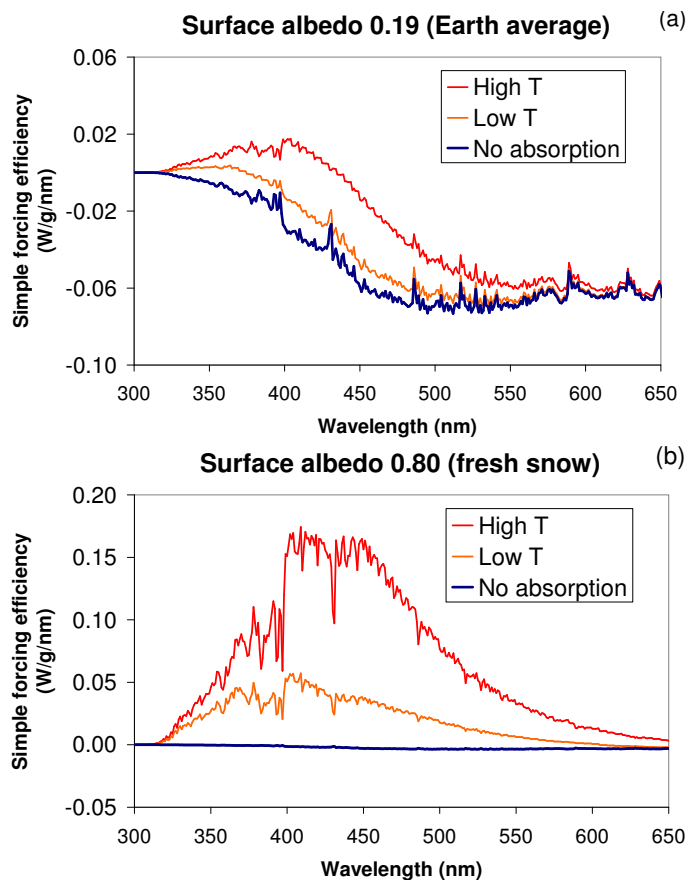 Surface albedo 0.19 (Earth average)
(a)
Simple forcing efficiency
(W/g/nm)
0.06
0.02
-0.02
-0.06
-0.10
High T
Low T
No absorption
300 350 400 450 500 550 600 650
Wavelength (nm)
Surface albedo 0.80 (fresh snow)
(b)
Simple forcing efficiency
(W/g/nm)
0.20
0.15
0.10
0.05
0.00
-0.05
High T
Low T
No absorption
300 350 400 450 500 550 600 650
Wavelength (nm)